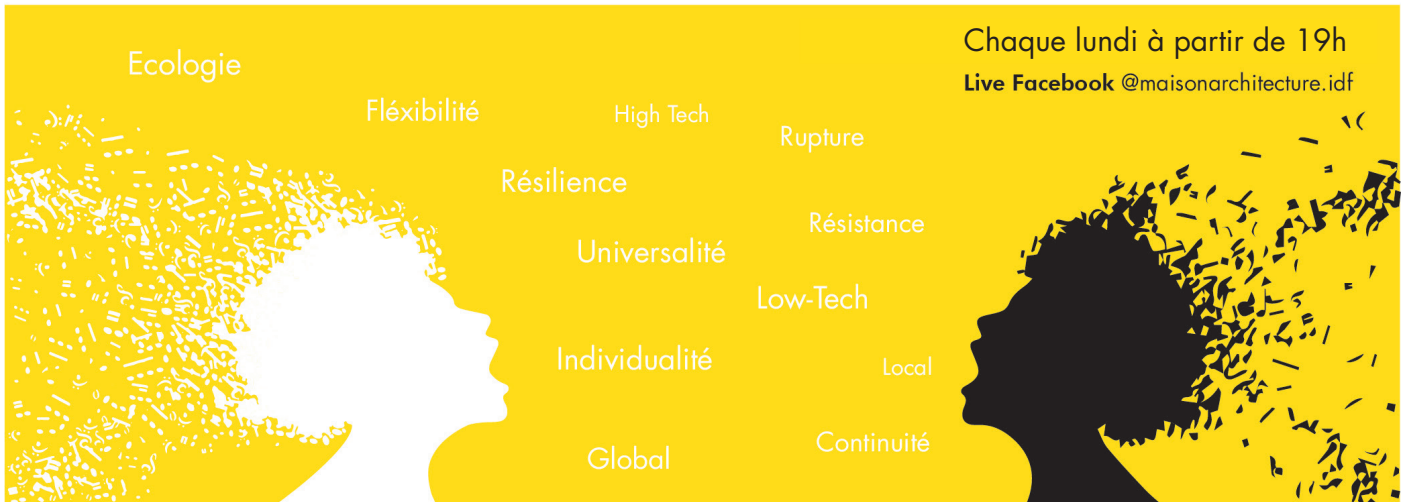 Chaque lundi à partir de 19h
Live Facebook @maisonarchitecture.idf
Ecologie
Fléxibilité
High Tech
Rupture
Résilience
Résistance
Universalité
Low-Tech
Individualité
Local
Continuité
Global